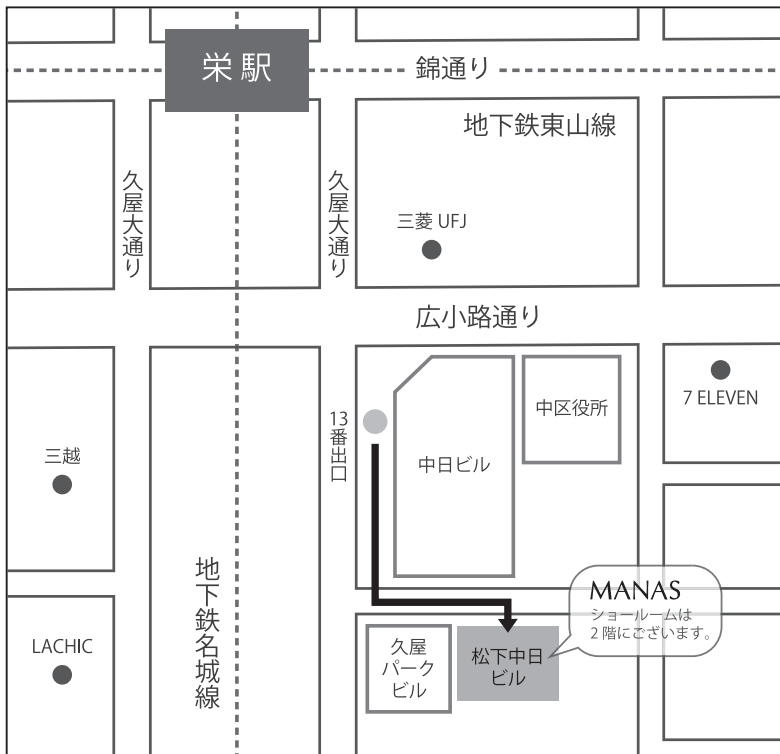 栄駅
錦通り
地下鉄東山線
久屋大通り
久屋大通り
三菱 UFJ
広小路通り
13番出口
中日ビル
中区役所
7 ELEVEN
三越
地下鉄名城線
MANAS
ショールームは
2 階にございます。
LACHIC
久屋
パーク
ビル
松下中日
ビル